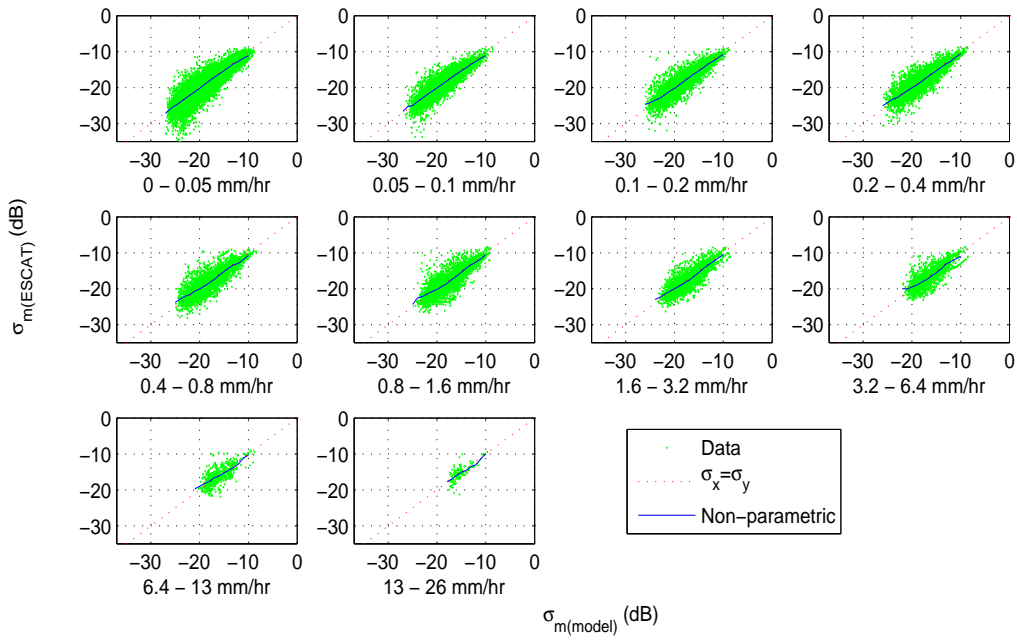 0
−10
−20
−30
−30 −20 −10 0
0 − 0.05 mm/hr
0
−10
−20
−30
−30 −20 −10 0
0.05 − 0.1 mm/hr
0
−10
−20
−30
−30 −20 −10 0
0.1 − 0.2 mm/hr
0
−10
−20
−30
−30 −20 −10 0
0.2 − 0.4 mm/hr
σm(ESCAT) (dB)
0
−10
−20
−30
−30 −20 −10 0
0.4 − 0.8 mm/hr
0
−10
−20
−30
−30 −20 −10 0
0.8 − 1.6 mm/hr
0
−10
−20
−30
−30 −20 −10 0
1.6 − 3.2 mm/hr
0
−10
−20
−30
−30 −20 −10 0
3.2 − 6.4 mm/hr
0
−10
−20
−30
−30 −20 −10 0
6.4 − 13 mm/hr
0
−10
−20
−30
−30 −20 −10 0
13 − 26 mm/hr
Data
σx=σy
Non−parametric
σm(model) (dB)